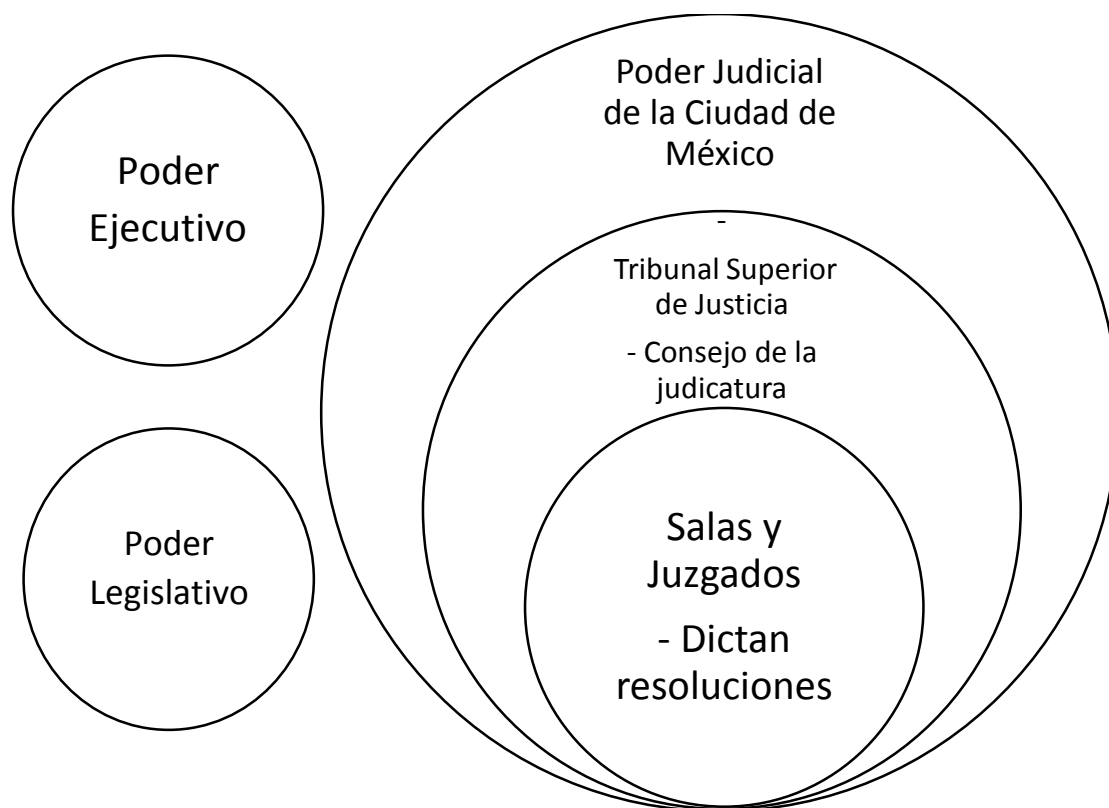 Poder
Ejecutivo
Poder
Legislativo
Poder Judicial
de la Ciudad de
México
-
Tribunal Superior
de Justicia
- Consejo de la
judicatura
Salas y
Juzgados
- Dictan
resoluciones